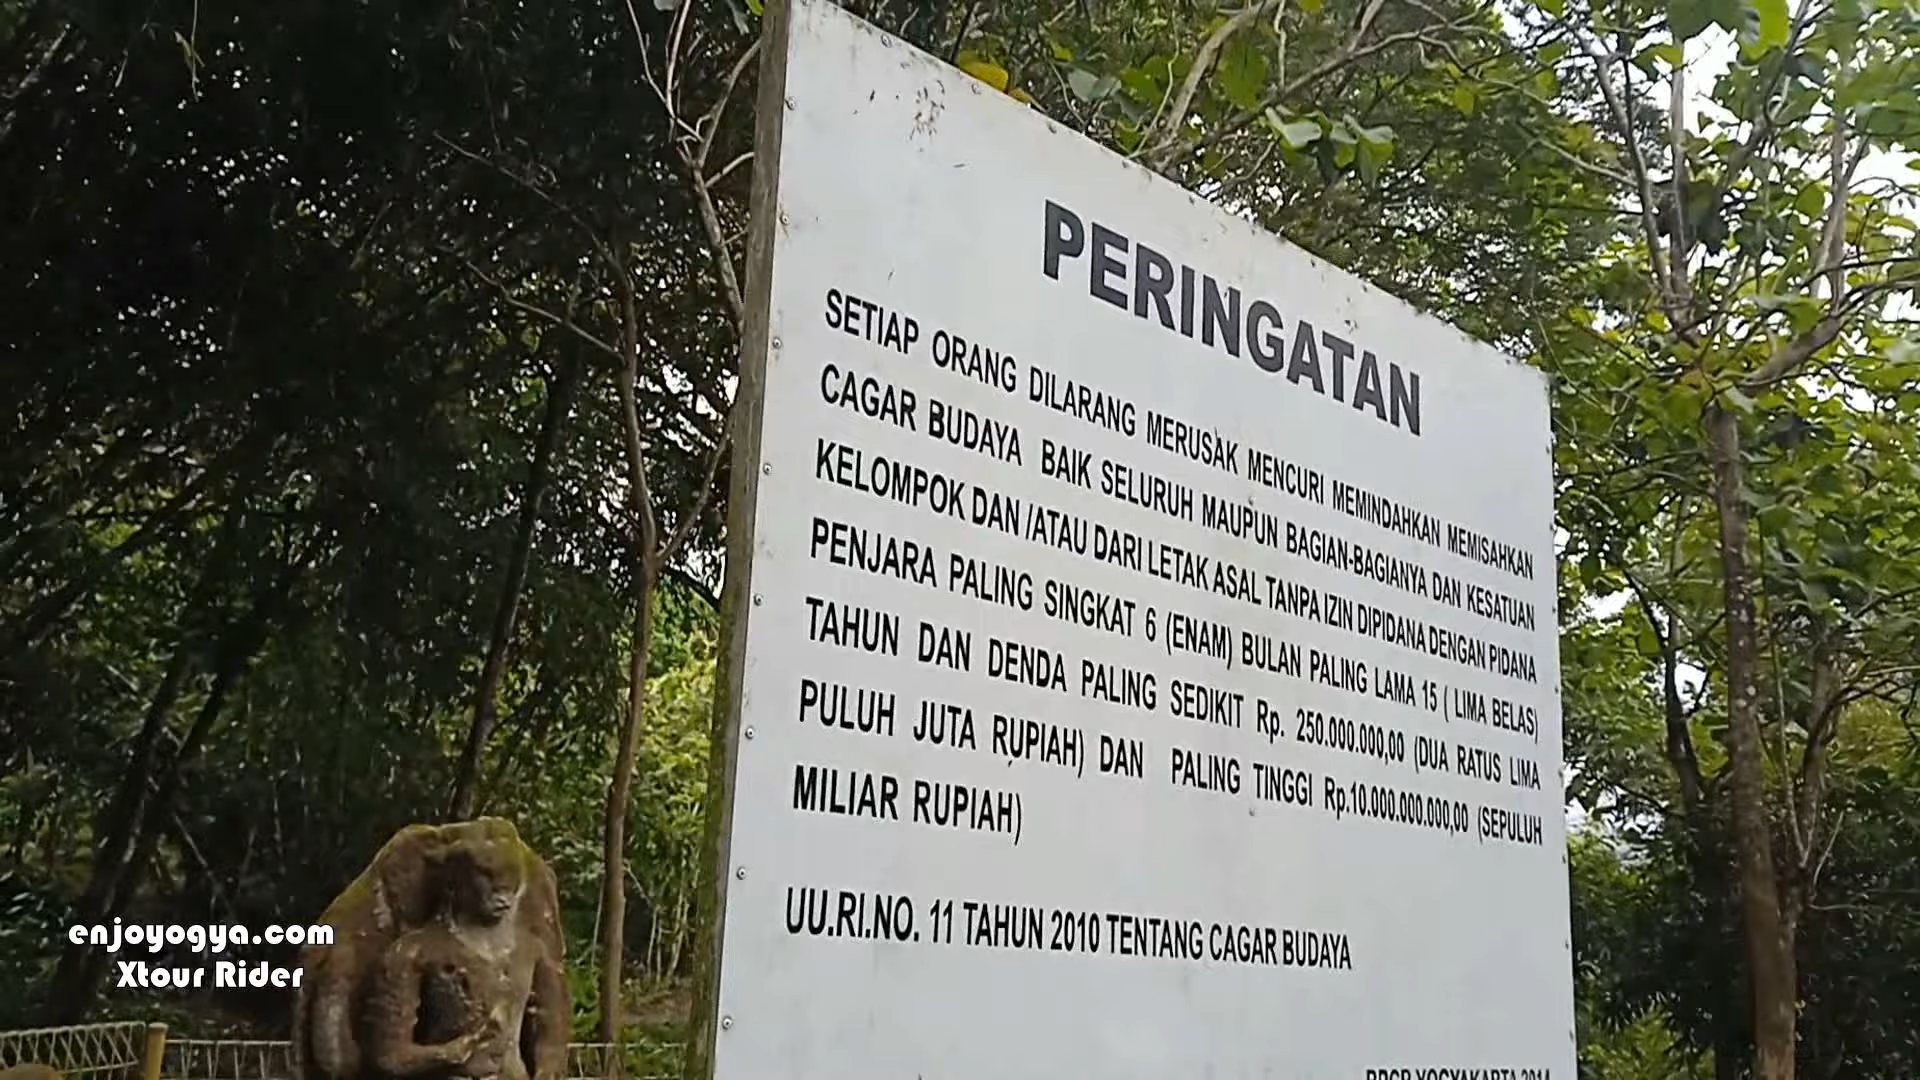 PERINGATAN
SETIAP ORANG DILARANG MERUSAK MENCURI MEMINDAHKAN MEMISAHKAN
CAGAR BUDAYA BAIK SELURUH MAUPUN BAGIAN-BAGIANYA DAN KESATUAN
KELOMPOK DAN /ATAU DARI LETAK ASAL TANPA IZIN DIPIDANA DENGAN PIDANA
PENJARA PALING SINGKAT 6 (ENAM) BULAN PALING LAMA 15 ( LIMA BELAS)
TAHUN DAN DENDA PALING SEDIKIT Rp. 250.000.000,00 (DUA RATUS LIMA
PULUH JUTA RUPIAH) DAN PALING TINGGI Rp.10.000.000.000,00 (SEPULUH
MILIAR RUPIAH)
UU.RI.NO. 11 TAHUN 2010 TENTANG CAGAR BUDAYA
YOGYAKARTA 2014
enjoyogya.com
Xtour Rider